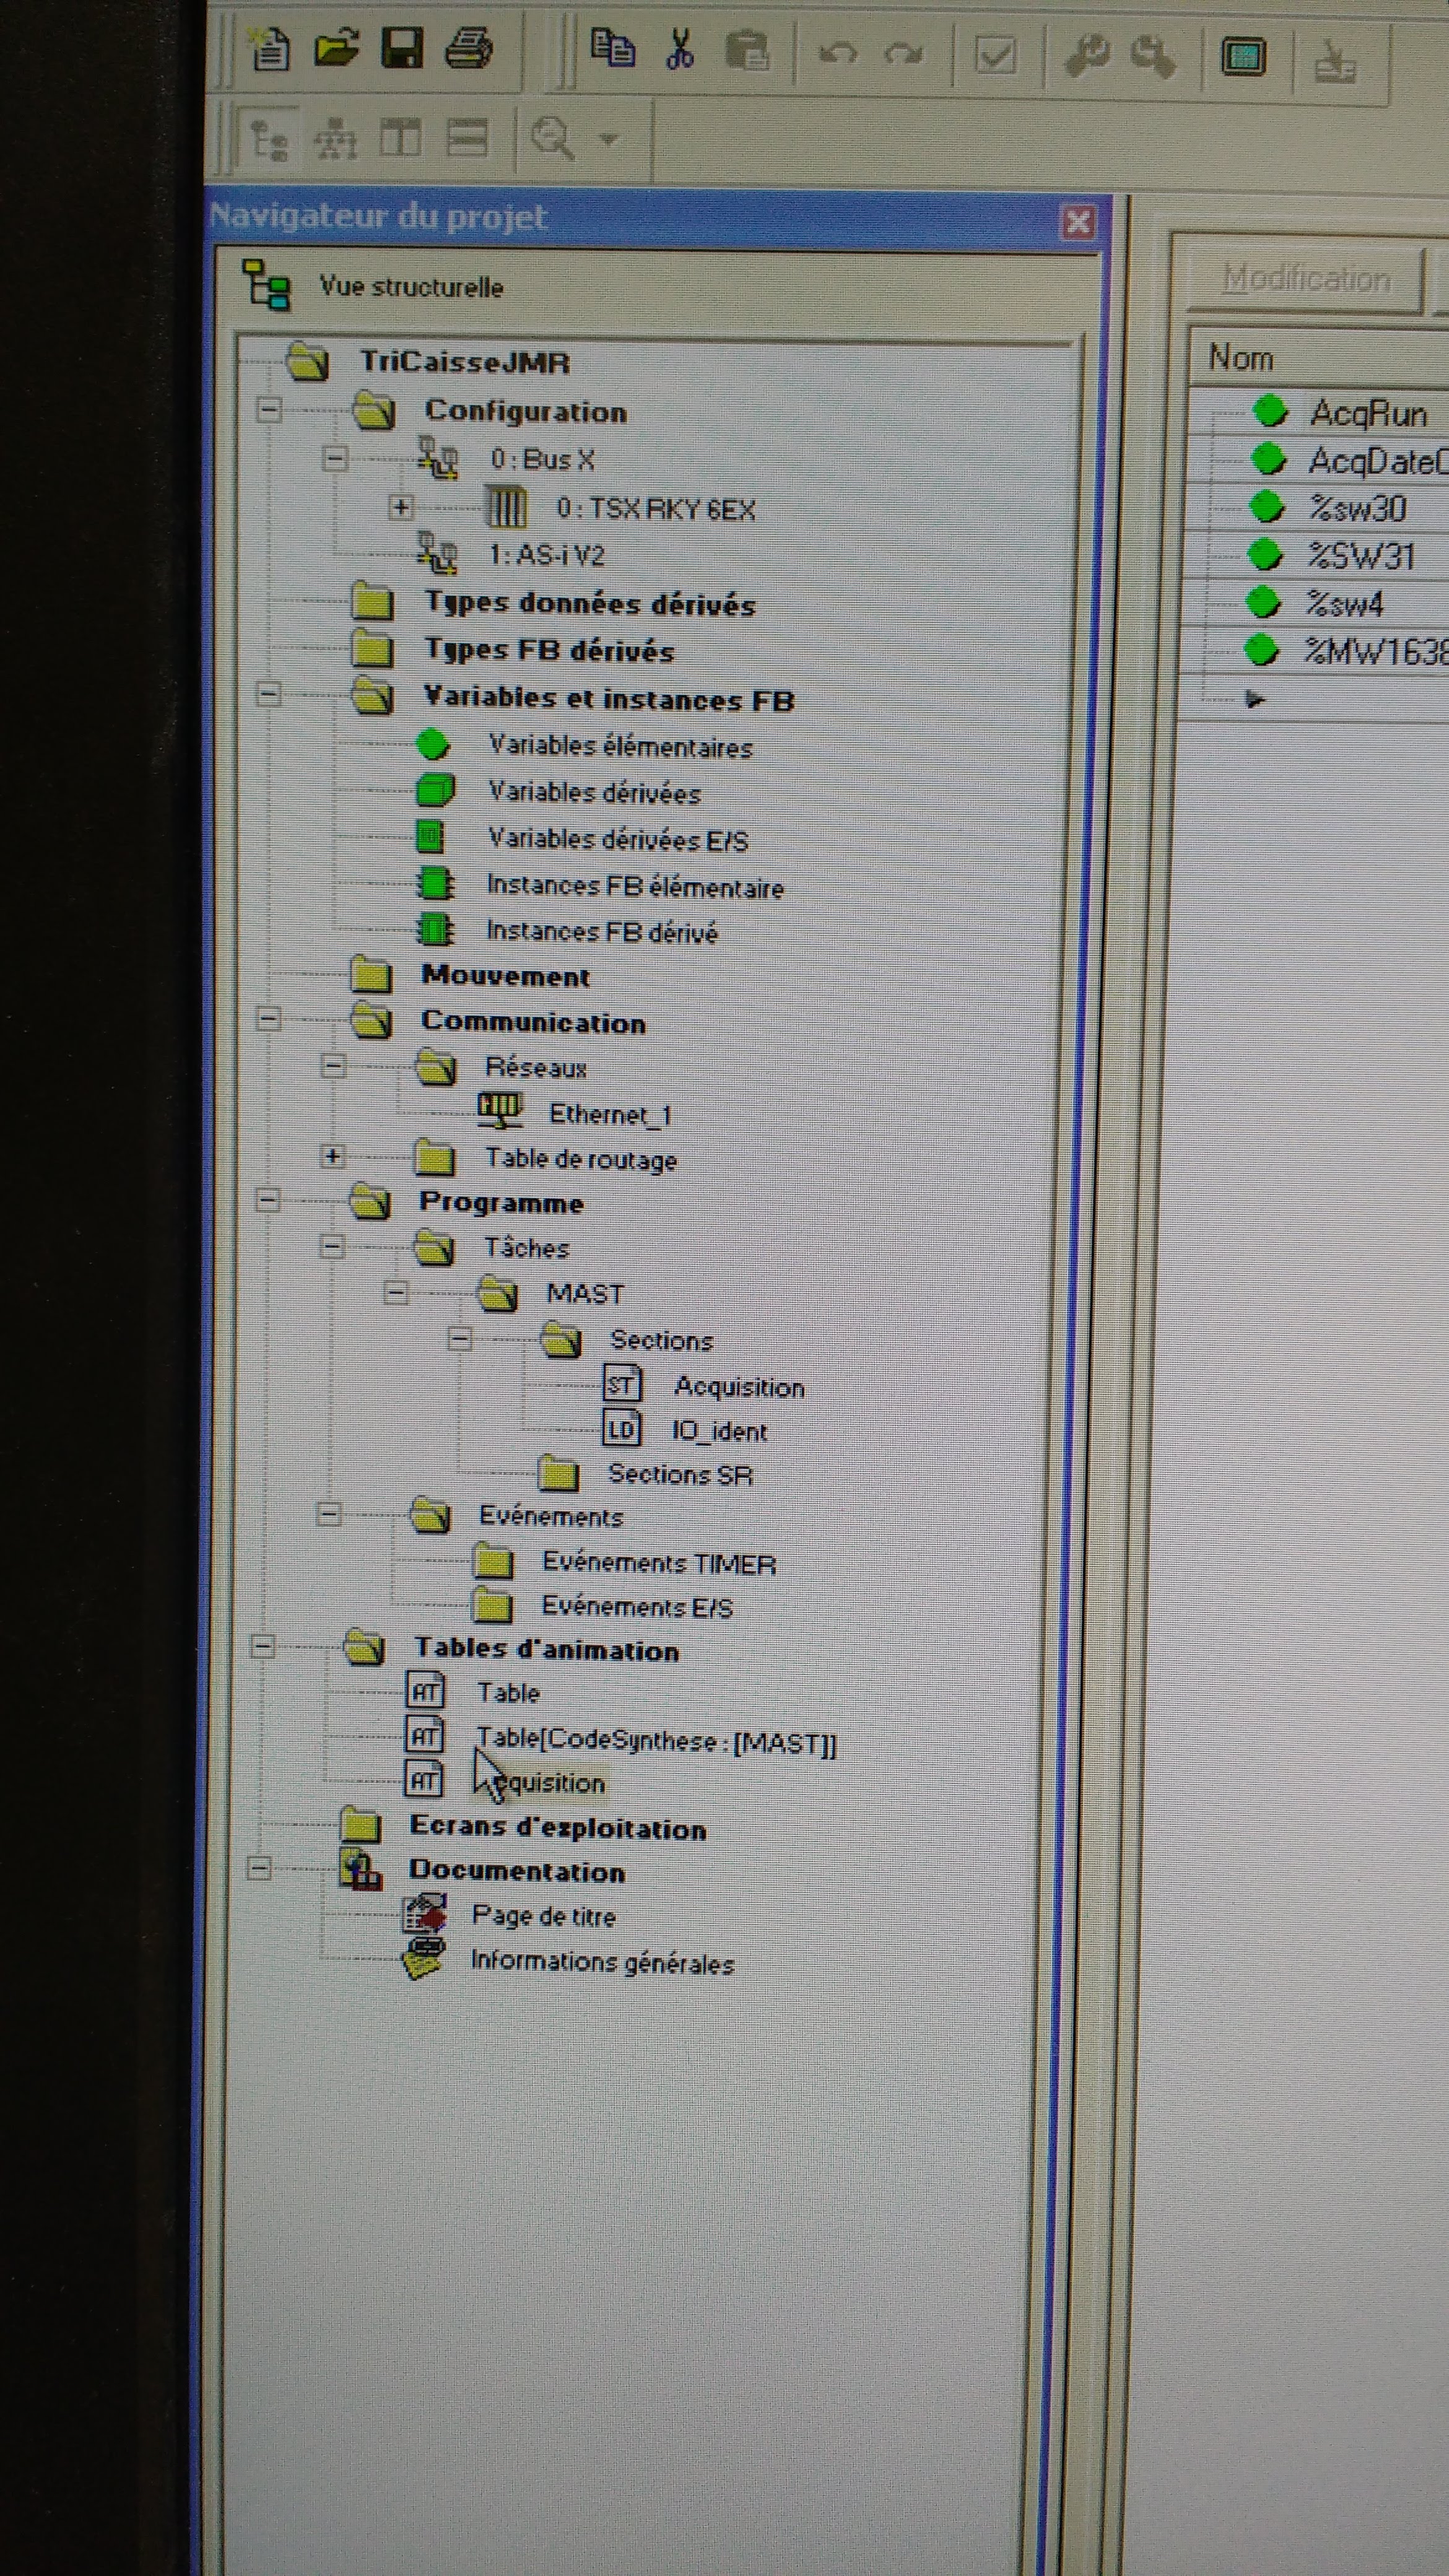 Navigateur du projet
Vue structurelle
TriCaisseJMR
Configuration
0 : Bus X
0 : TSX RKY 6EX
1 : AS-i V2
Types données dérivés
Types FB dérivés
Variables et instances FB
Variables élémentaires
Variables dérivées
Variables dérivées E/S
Instances FB élémentaire
Instances FB dérivé
Mouvement
Communication
Réseaux
Ethernet_1
Table de routage
Programme
Tâches
MAST
Sections
ST Acquisition
LD IO_ident
Sections SR
Evénements
Evénements TIMER
Evénements E/S
Tables d'animation
AT Table
AT Table[CodeSynthese : [MAST]]
AT cquisition
Ecrans d'exploitation
Documentation
Page de titre
Informations générales
Modification
Nom
AcqRun
AcqDate
%sw30
%SW31
%sw4
%MW1638